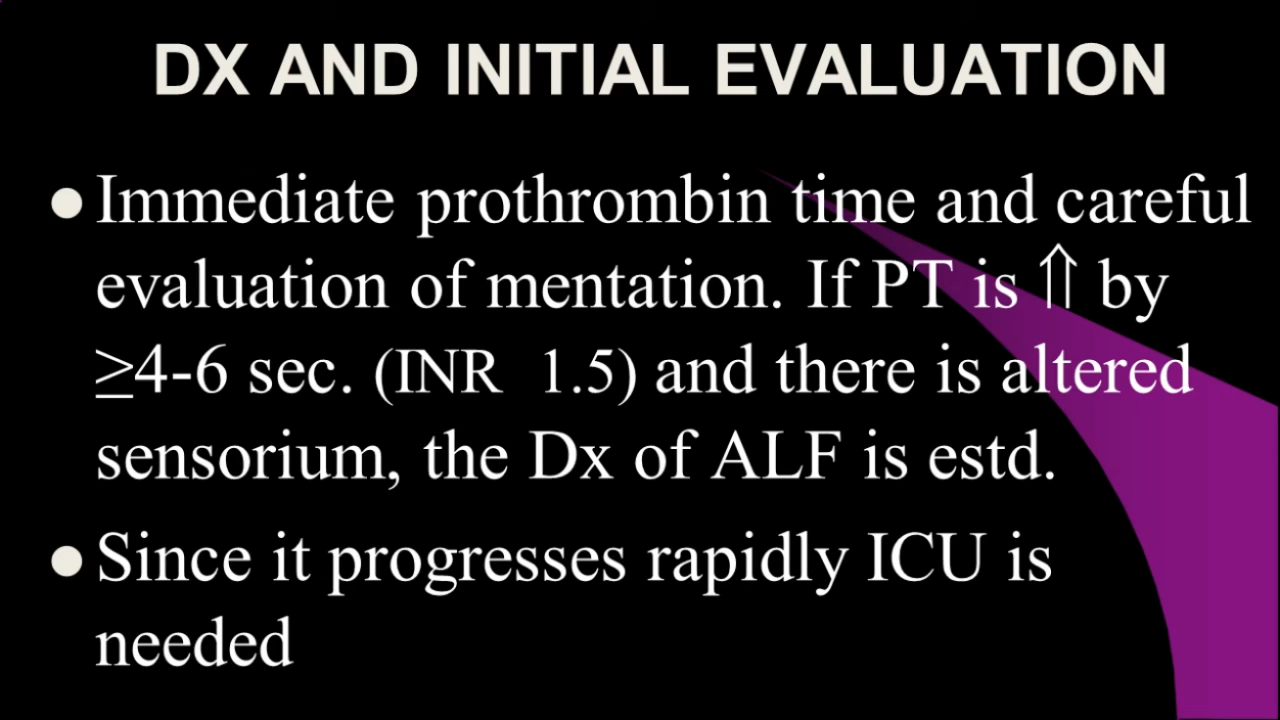 DX AND INITIAL EVALUATION
● Immediate prothrombin time and careful
evaluation of mentation. If PT is ⇑ by
≥4-6 sec. (INR 1.5) and there is altered
sensorium, the Dx of ALF is estd.
● Since it progresses rapidly ICU is
needed